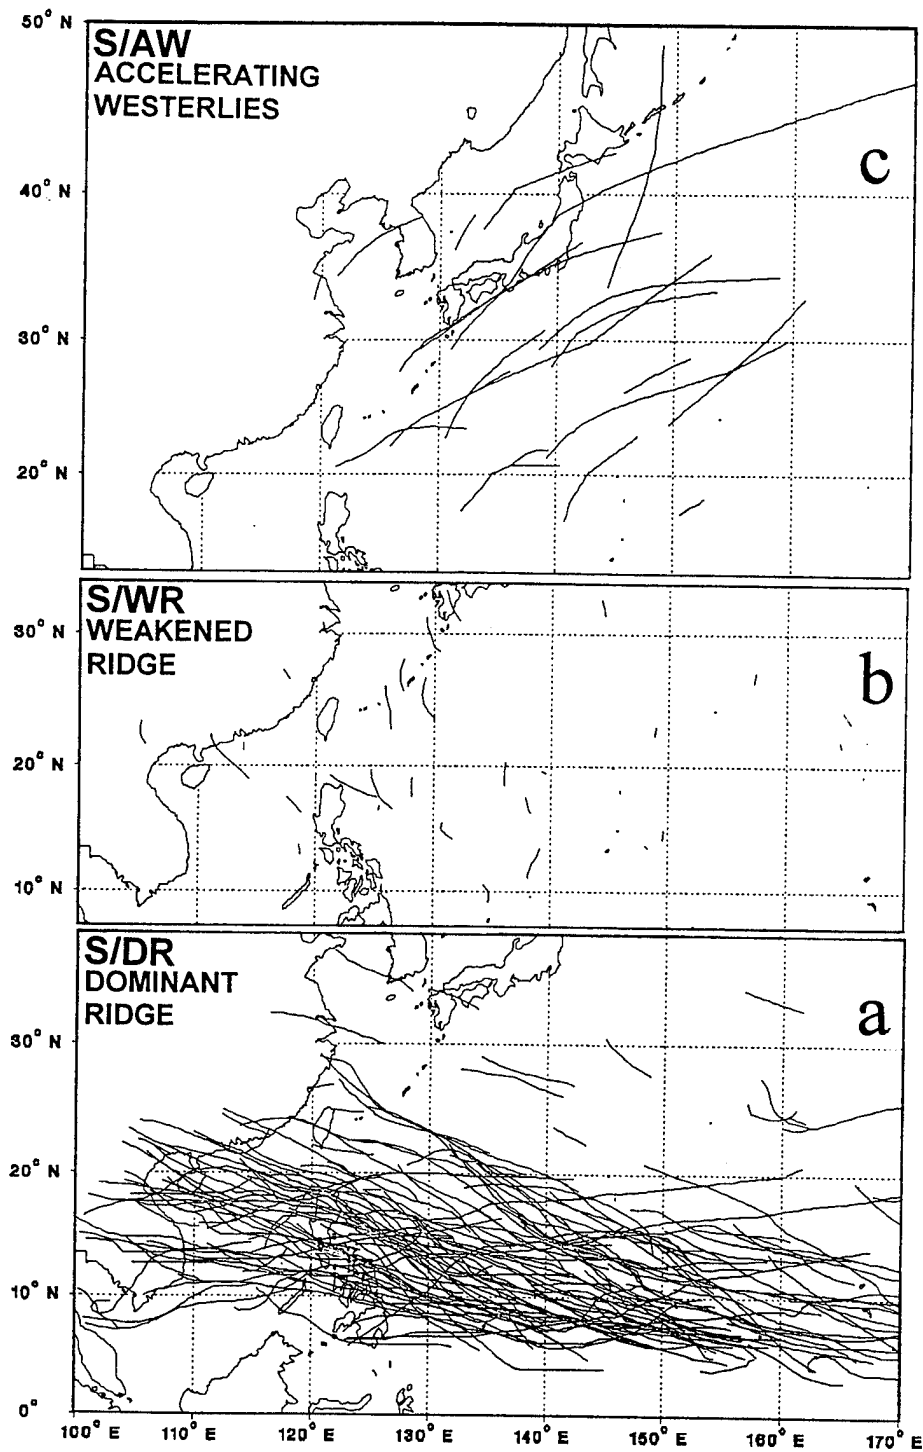 50° N
S/AW
ACCELERATING
WESTERLIES
c
40° N
30° N
20° N
S/WR
WEAKENED
RIDGE
b
30° N
20° N
10° N
S/DR
DOMINANT
RIDGE
a
30° N
20° N
10° N
0°
100° E 110° E 120° E 130° E 140° E 150° E 160° E 170° E